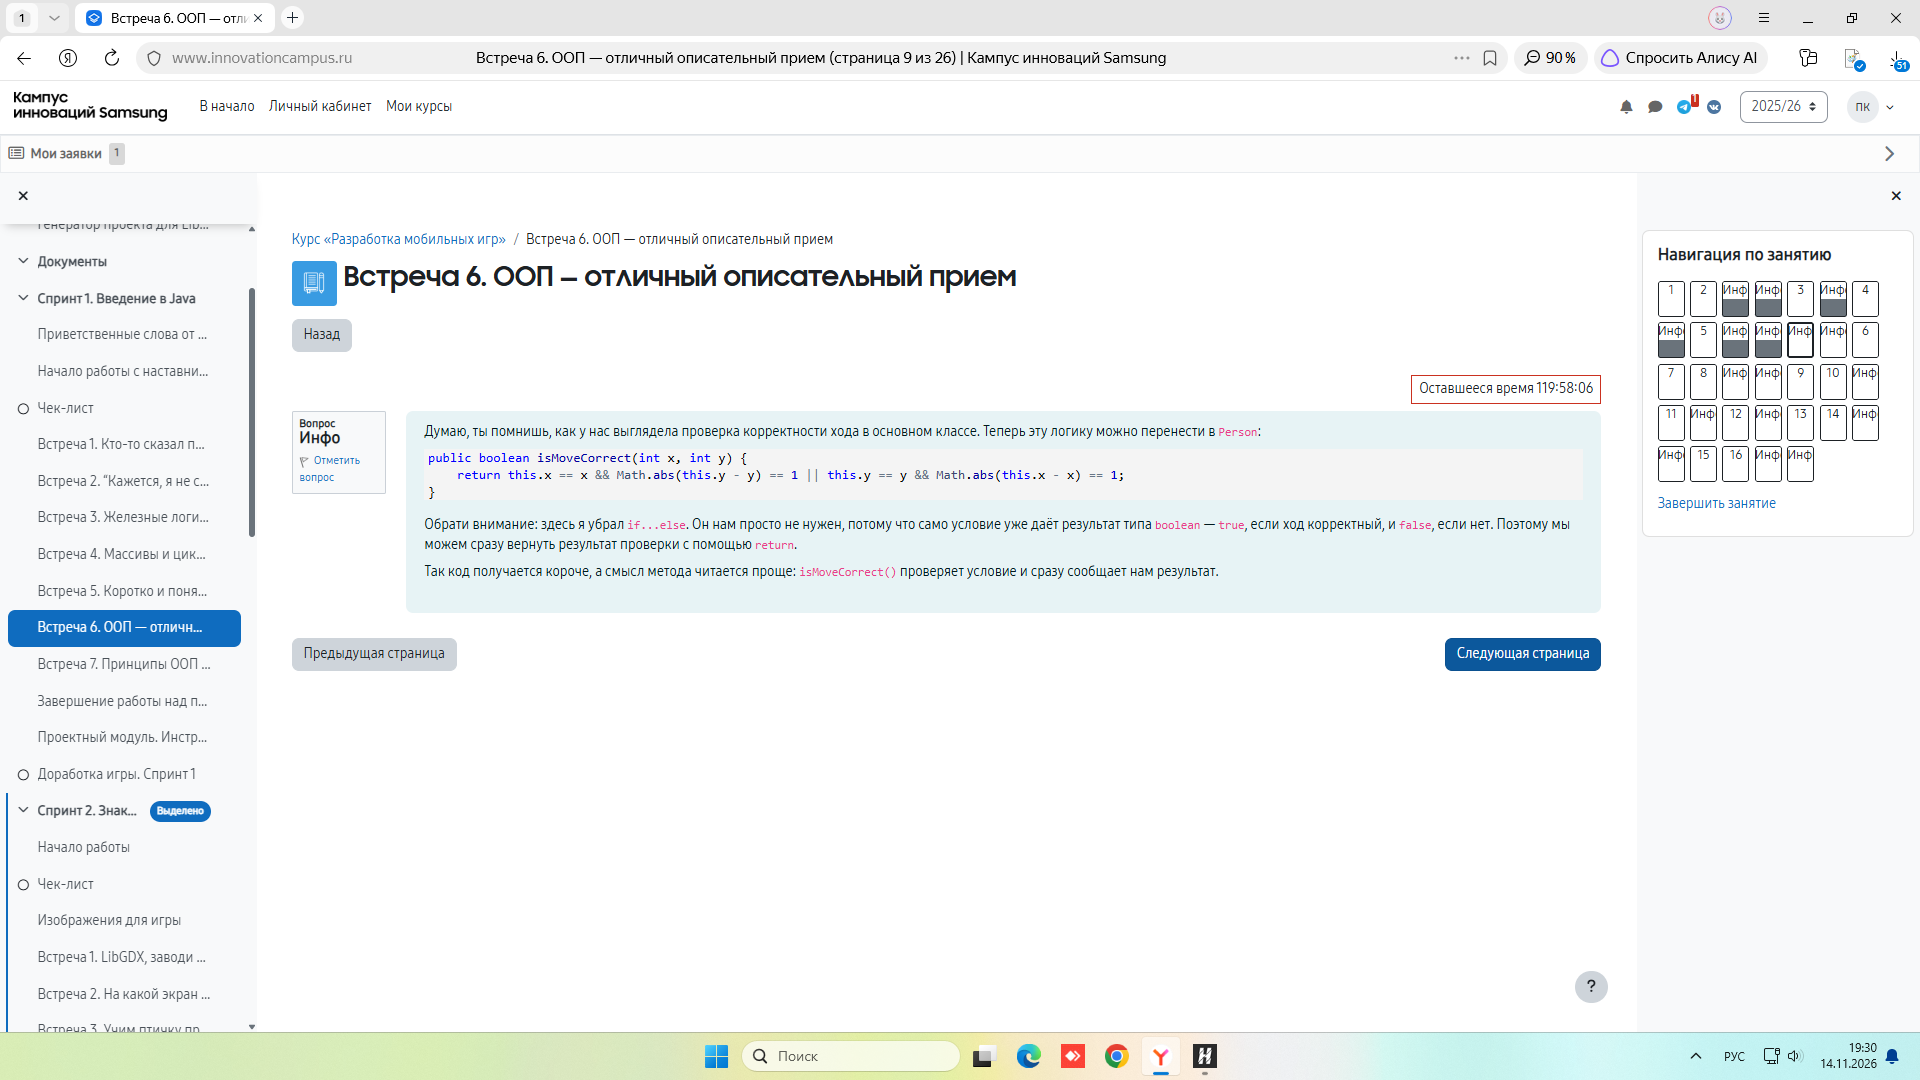 1
Встреча 6. ООП — отли
www.innovationcampus.ru
Встреча 6. ООП — отличный описательный прием (страница 9 из 26) | Кампус инноваций Samsung
90 %
Спросить Алису AI
51
Кампус
инноваций Samsung
В начало
Личный кабинет
Мои курсы
1
2025/26
ПК
Мои заявки
1
Генератор проекта для Lib...
Документы
Спринт 1. Введение в Java
Приветственные слова от ...
Начало работы с наставни...
Чек-лист
Встреча 1. Кто-то сказал п...
Встреча 2. “Кажется, я не с...
Встреча 3. Железные логи...
Встреча 4. Массивы и цик...
Встреча 5. Коротко и поня...
Встреча 6. ООП — отличн...
Встреча 7. Принципы ООП ...
Завершение работы над п...
Проектный модуль. Инстр...
Доработка игры. Спринт 1
Спринт 2. Знак...
Выделено
Начало работы
Чек-лист
Изображения для игры
Встреча 1. LibGDX, заводи ...
Встреча 2. На какой экран ...
Встреча 3. Учим птичку пр...
Курс «Разработка мобильных игр» / Встреча 6. ООП — отличный описательный прием
Встреча 6. ООП — отличный описательный прием
Назад
Оставшееся время 119:58:06
Вопрос
Инфо
Отметить
вопрос
Думаю, ты помнишь, как у нас выглядела проверка корректности хода в основном классе. Теперь эту логику можно перенести в Person:
public boolean isMoveCorrect(int x, int y) {
    return this.x == x && Math.abs(this.y - y) == 1 || this.y == y && Math.abs(this.x - x) == 1;
}
Обрати внимание: здесь я убрал if...else. Он нам просто не нужен, потому что само условие уже даёт результат типа boolean — true, если ход корректный, и false, если нет. Поэтому мы
можем сразу вернуть результат проверки с помощью return.
Так код получается короче, а смысл метода читается проще: isMoveCorrect() проверяет условие и сразу сообщает нам результат.
Предыдущая страница
Следующая страница
Навигация по занятию
1 2 Инф Инф 3 Инф 4
Инф 5 Инф Инф Инф Инф 6
7 8 Инф Инф 9 10 Инф
11 Инф 12 Инф 13 14 Инф
Инф 15 16 Инф Инф
Завершить занятие
?
Поиск
РУС
19:30
14.11.2026